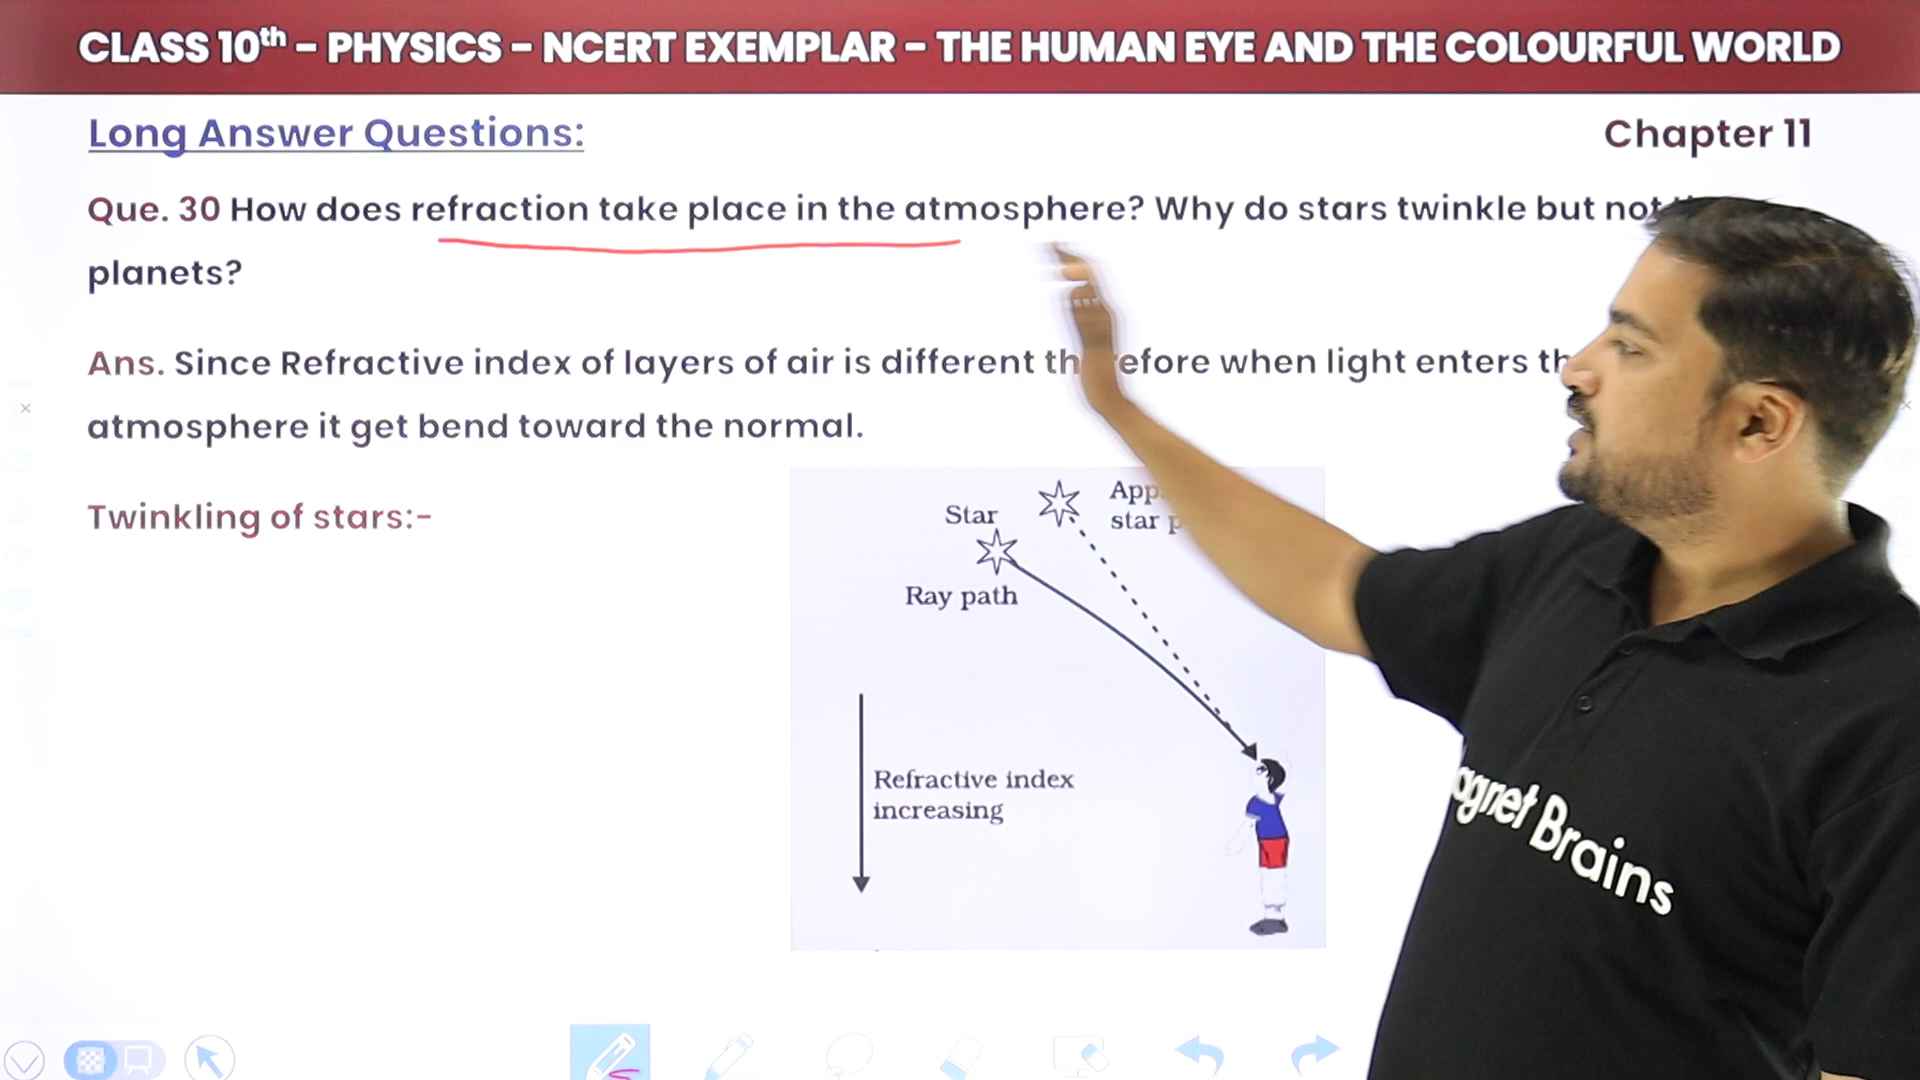 CLASS 10th – PHYSICS – NCERT EXEMPLAR – THE HUMAN EYE AND THE COLOURFUL WORLD
Long Answer Questions:
Chapter 11
Que. 30 How does refraction take place in the atmosphere? Why do stars twinkle but not
planets?
Ans. Since Refractive index of layers of air is different therefore when light enters
atmosphere it get bend toward the normal.
Twinkling of stars:-
Star
star
Ray path
Refractive index
increasing
Brains